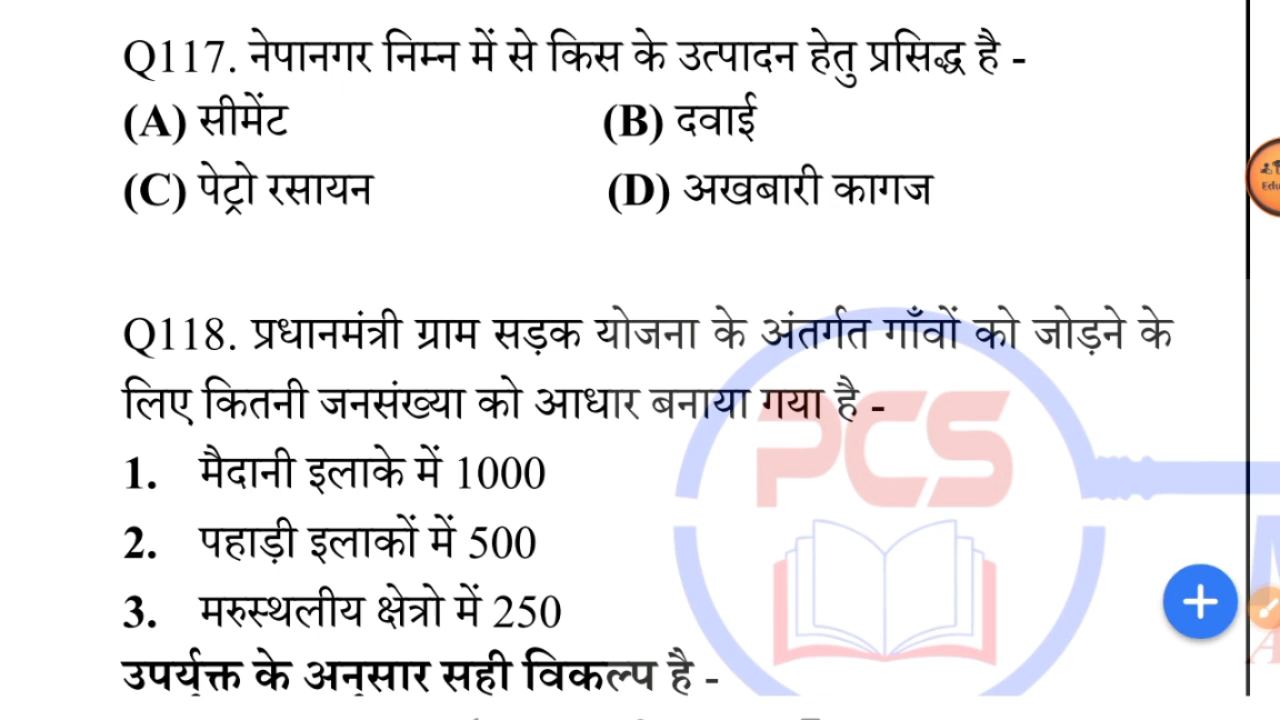 Q117. नेपानगर निम्न में से किस के उत्पादन हेतु प्रसिद्ध है -
(A) सीमेंट (B) दवाई
(C) पेट्रो रसायन (D) अखबारी कागज
Q118. प्रधानमंत्री ग्राम सड़क योजना के अंतर्गत गाँवों को जोड़ने के
लिए कितनी जनसंख्या को आधार बनाया गया है -
PCS
1. मैदानी इलाके में 1000
2. पहाड़ी इलाकों में 500
3. मरुस्थलीय क्षेत्रो में 250
उपर्युक्त के अनुसार सही विकल्प है -